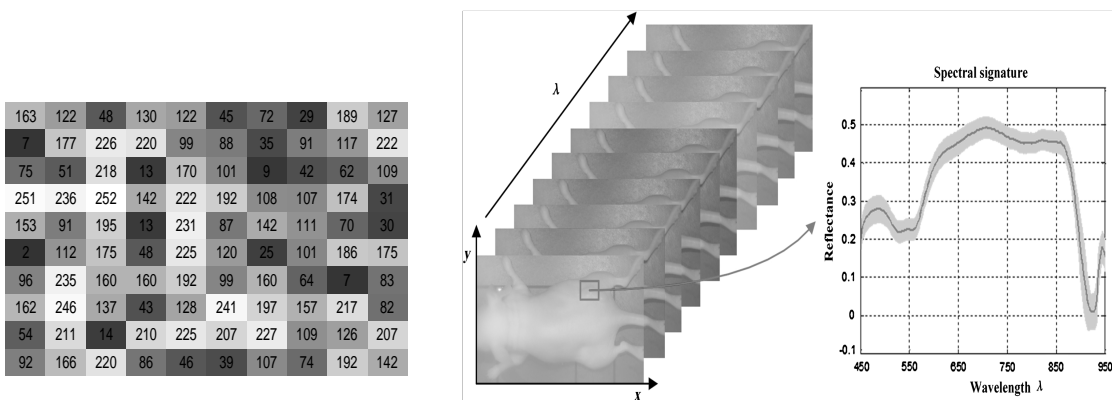 163 122 48 130 122 45 72 29 189 127
7 177 226 220 99 88 35 91 117 222
75 51 218 13 170 101 9 42 62 109
251 236 252 142 222 192 108 107 174 31
153 91 195 13 231 87 142 111 70 30
2 112 175 48 225 120 25 101 186 175
96 235 160 160 192 99 160 64 7 83
162 246 137 43 128 241 197 157 217 82
54 211 14 210 225 207 227 109 126 207
92 166 220 86 46 39 107 74 192 142
λ
y
x
Spectral signature
Reflectance
0.5
0.4
0.3
0.2
0.1
0
-0.1
450 550 650 750 850 950
Wavelength λ